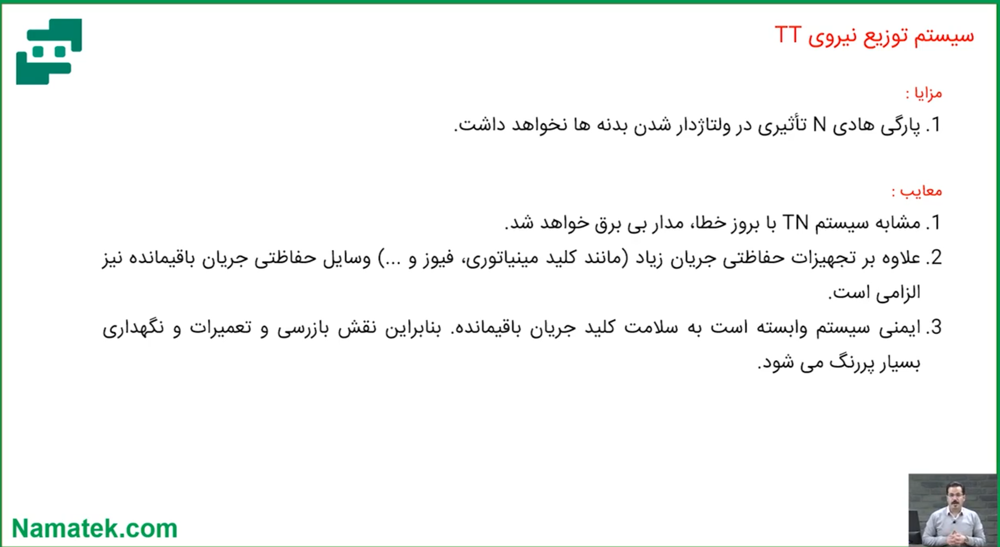 سیستم توزیع نیروی TT
مزایا :
1. پارگی هادی N تأثیری در ولتاژدار شدن بدنه ها نخواهد داشت.
معایب :
1. مشابه سیستم TN با بروز خطا، مدار بی برق خواهد شد.
2. علاوه بر تجهیزات حفاظتی جریان زیاد (مانند کلید مینیاتوری، فیوز و ...) وسایل حفاظتی جریان باقیمانده نیز
الزامی است.
3. ایمنی سیستم وابسته است به سلامت کلید جریان باقیمانده. بنابراین نقش بازرسی و تعمیرات و نگهداری
بسیار پررنگ می شود.
Namatek.com